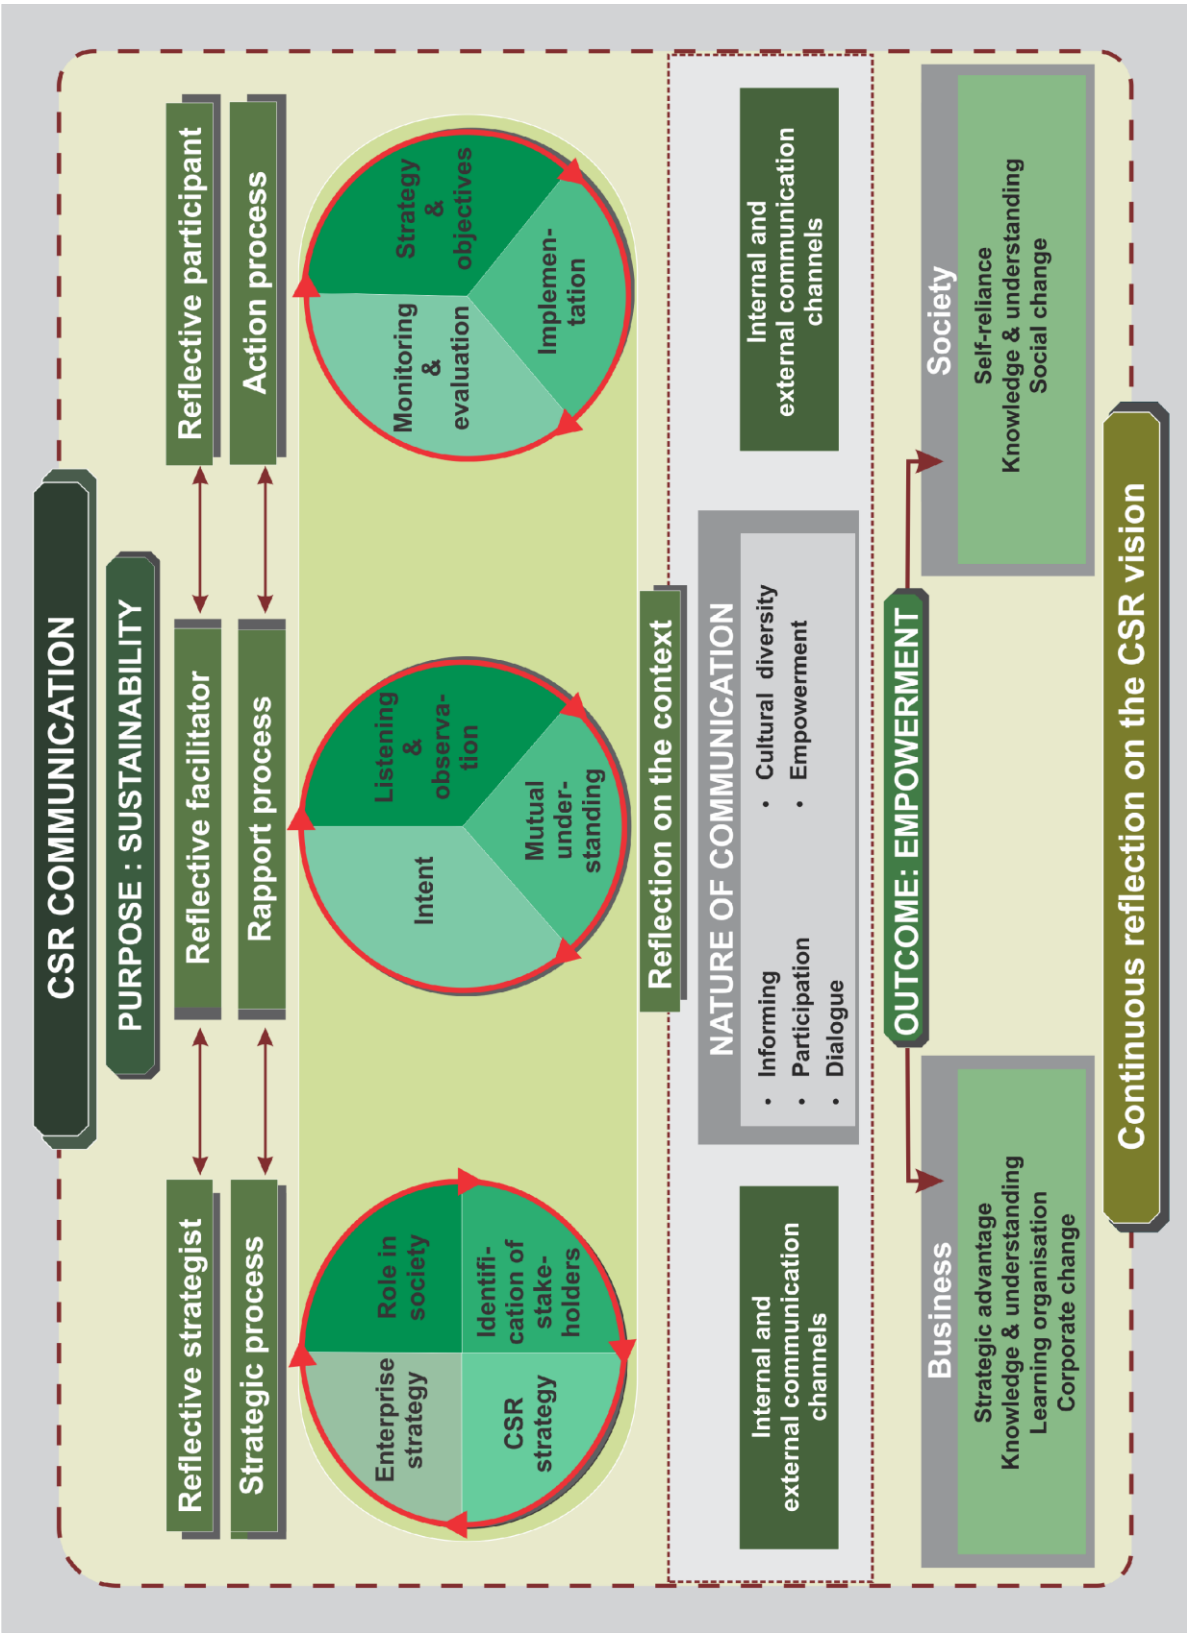 CSR COMMUNICATION
PURPOSE : SUSTAINABILITY
Reflective strategist
Reflective facilitator
Reflective participant
Strategic process
Rapport process
Action process
Enterprise
strategy
Role in
society
CSR
strategy
Identifi-
cation of
stake-
holders
Intent
Listening
&
observa-
tion
Mutual
under-
standing
Monitoring
&
evaluation
Strategy
&
objectives
Implemen-
tation
Reflection on the context
Internal and
external communication
channels
NATURE OF COMMUNICATION
• Informing
• Participation
• Dialogue
• Cultural diversity
• Empowerment
Internal and
external communication
channels
OUTCOME: EMPOWERMENT
Business
Strategic advantage
Knowledge & understanding
Learning organisation
Corporate change
Society
Self-reliance
Knowledge & understanding
Social change
Continuous reflection on the CSR vision